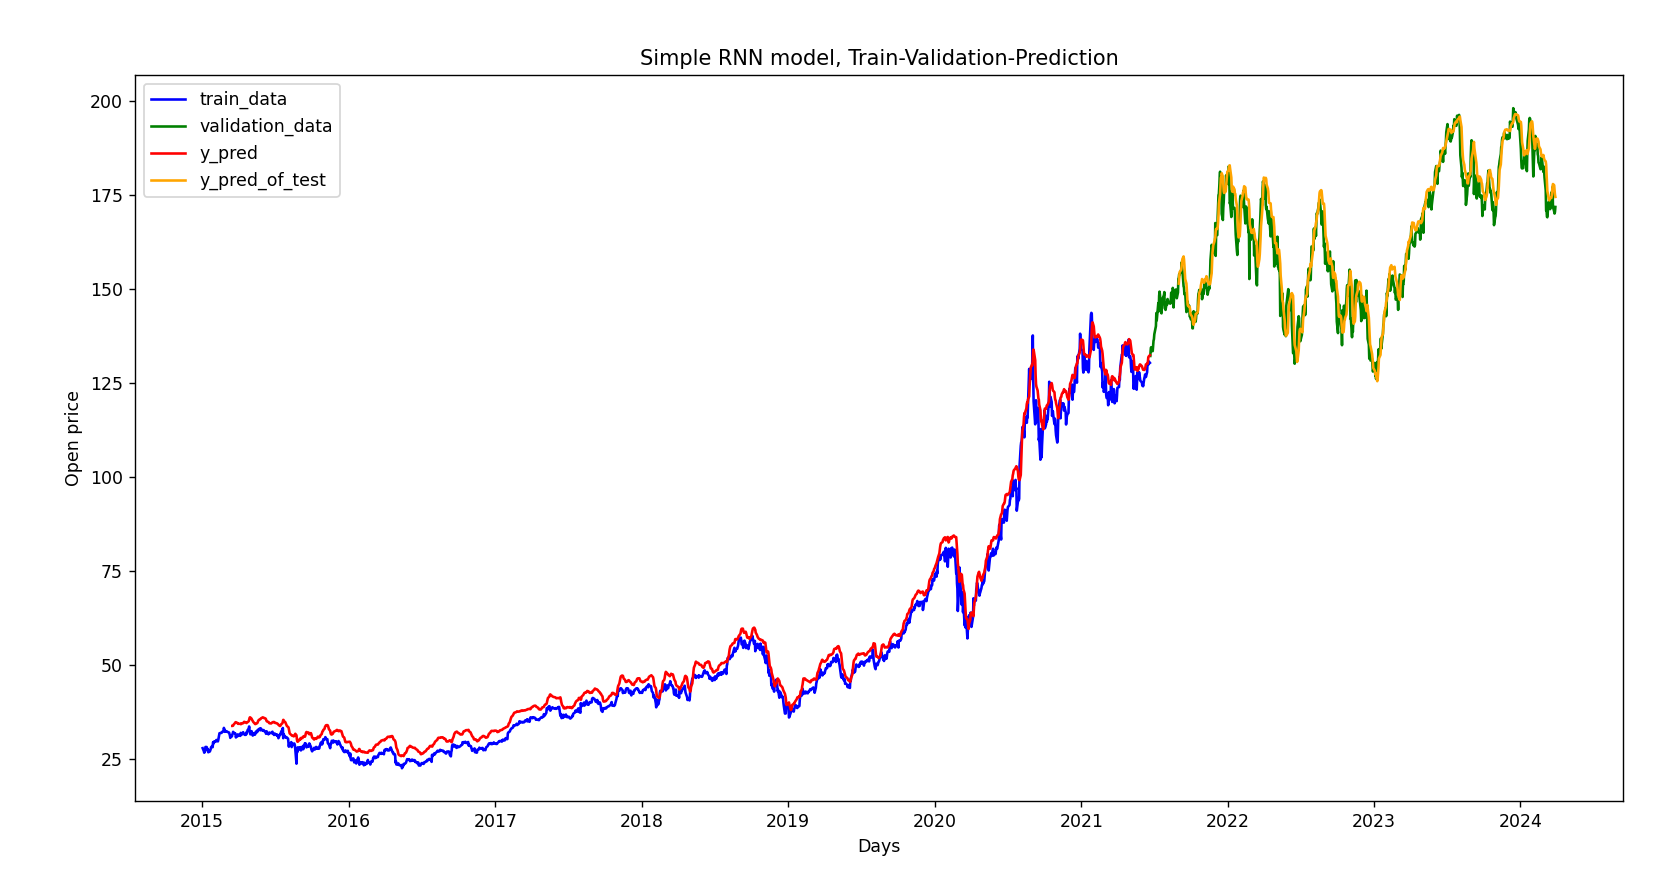 Simple RNN model, Train-Validation-Prediction
train_data
validation_data
y_pred
y_pred_of_test
200
175
150
125
100
75
50
25
Open price
2015 2016 2017 2018 2019 2020 2021 2022 2023 2024
Days